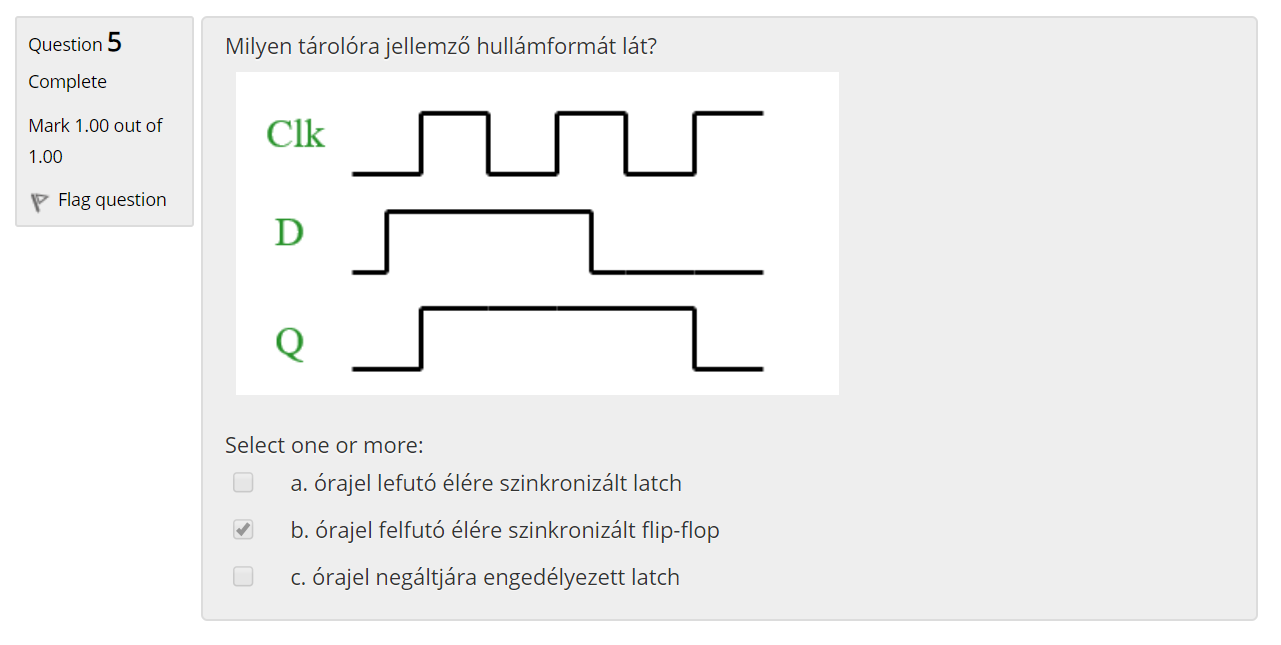 Question 5
Complete
Mark 1.00 out of
1.00
Flag question
Milyen tárolóra jellemző hullámformát lát?
Clk
D
Q
Select one or more:
a. órajel lefutó élére szinkronizált latch
b. órajel felfutó élére szinkronizált flip-flop
c. órajel negáltjára engedélyezett latch